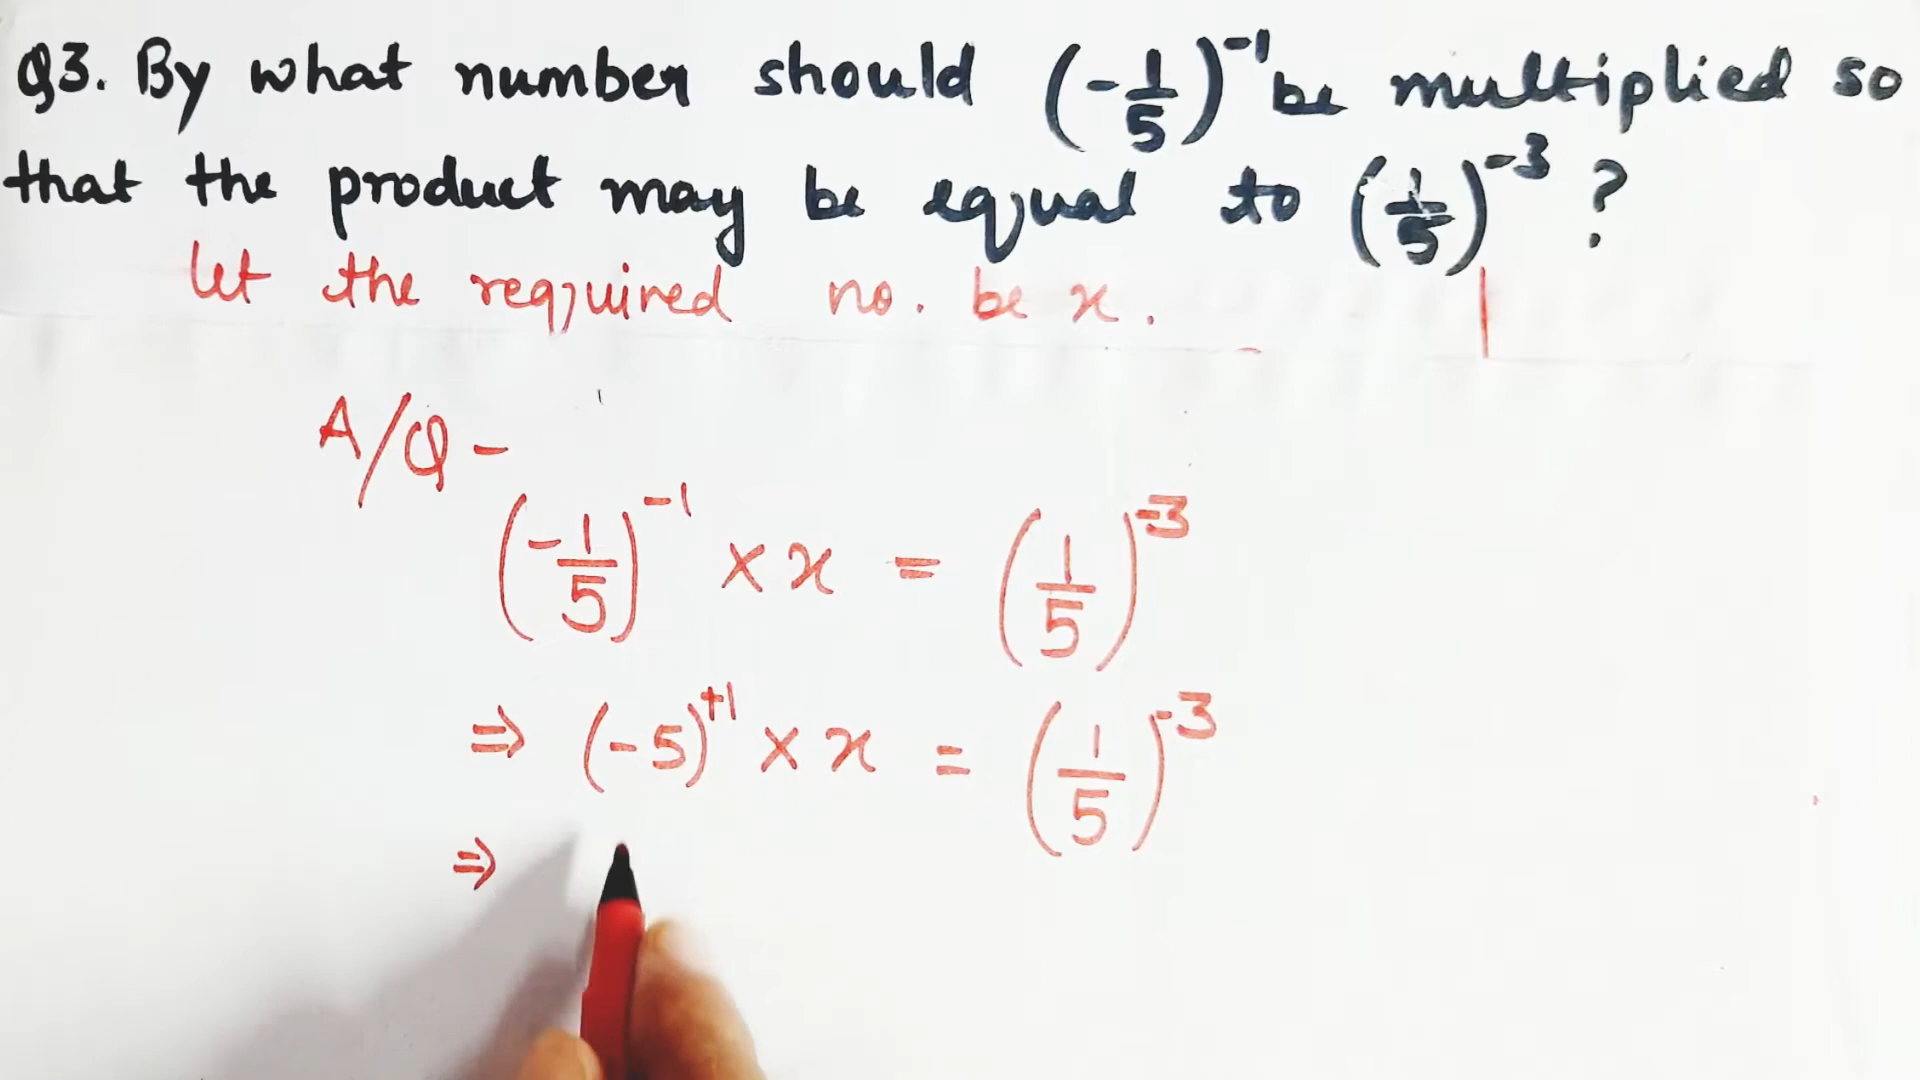 Q3. By what number should (-1/5)⁻¹ be multiplied so
that the product may be equal to (1/5)⁻³ ?
let the required no. be x.
A/Q -
(-1/5)⁻¹ × x = (1/5)⁻³
⇒ (-5)⁺¹ × x = (1/5)⁻³
⇒